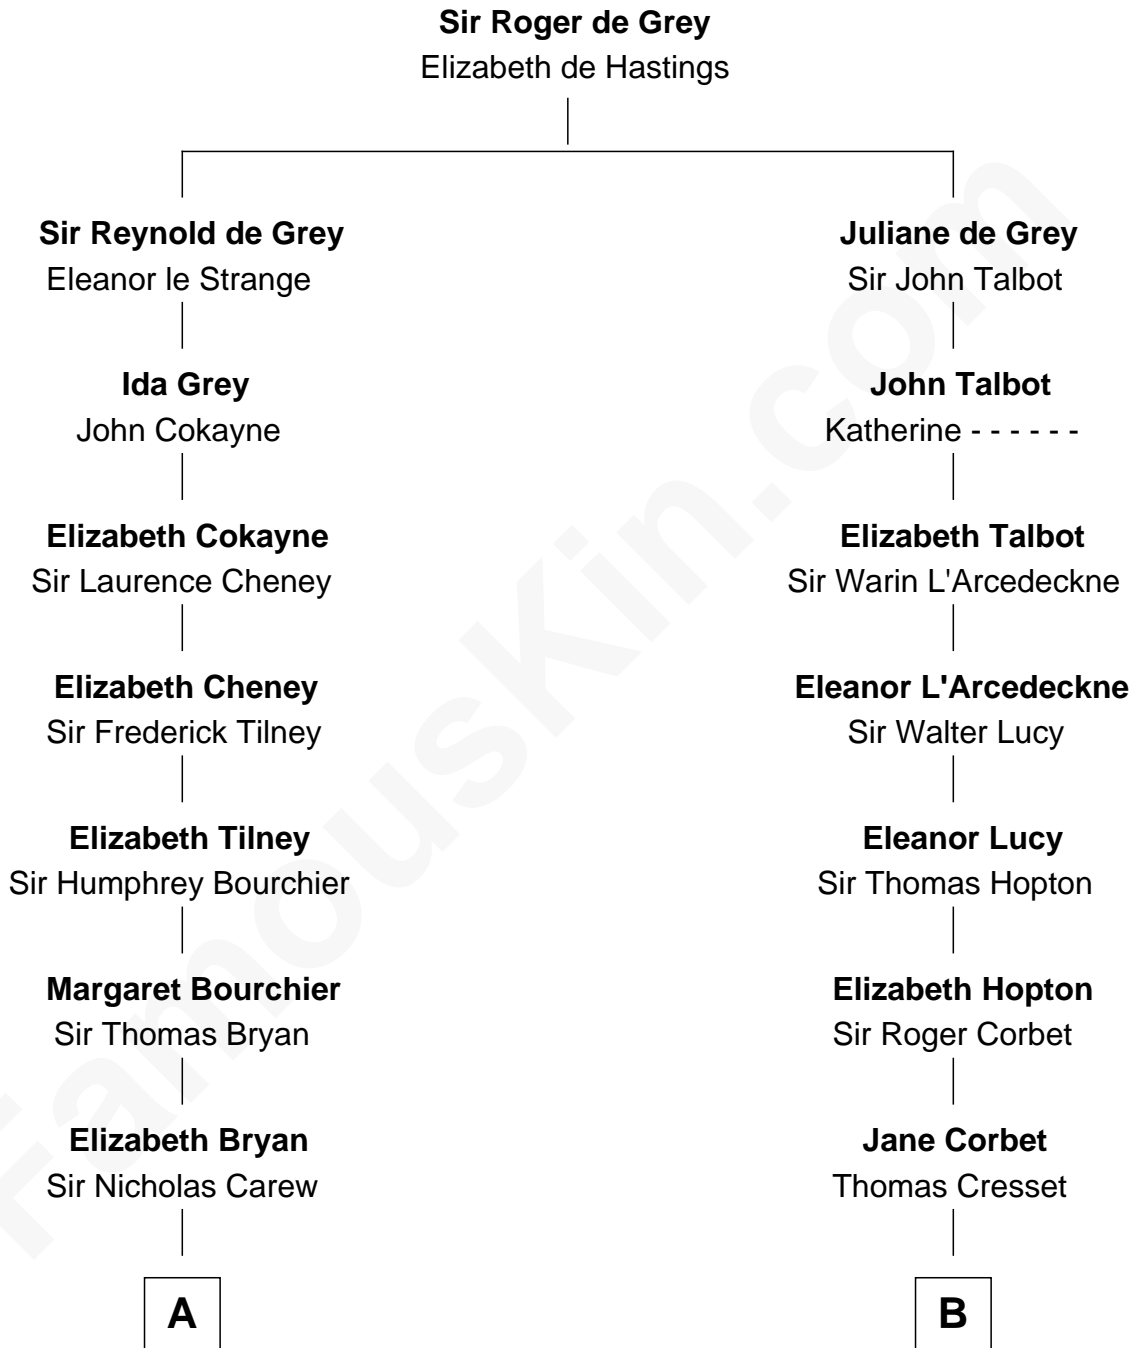 Sir Roger de Grey
Elizabeth de Hastings
Sir Reynold de Grey
Eleanor le Strange
Juliane de Grey
Sir John Talbot
Ida Grey
John Cokayne
John Talbot
Katherine - - - - - -
Elizabeth Cokayne
Sir Laurence Cheney
Elizabeth Talbot
Sir Warin L'Arcedeckne
Elizabeth Cheney
Sir Frederick Tilney
Eleanor L'Arcedeckne
Sir Walter Lucy
Elizabeth Tilney
Sir Humphrey Bourchier
Eleanor Lucy
Sir Thomas Hopton
Margaret Bourchier
Sir Thomas Bryan
Elizabeth Hopton
Sir Roger Corbet
Elizabeth Bryan
Sir Nicholas Carew
Jane Corbet
Thomas Cresset
A
B
FamousKin.com